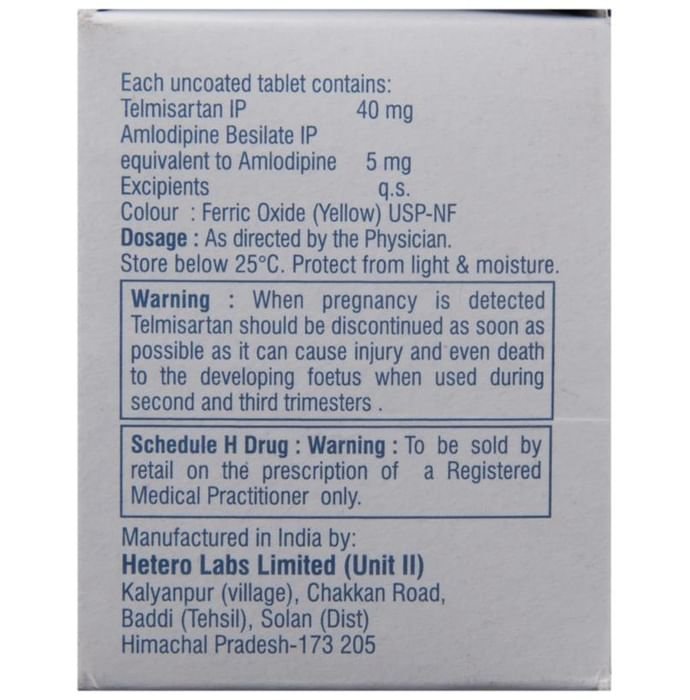 Each uncoated tablet contains:
Telmisartan IP 40 mg
Amlodipine Besilate IP
equivalent to Amlodipine 5 mg
Excipients q.s.
Colour : Ferric Oxide (Yellow) USP-NF
Dosage : As directed by the Physician.
Store below 25°C. Protect from light & moisture.
Warning : When pregnancy is detected
Telmisartan should be discontinued as soon as
possible as it can cause injury and even death
to the developing foetus when used during
second and third trimesters .
Schedule H Drug : Warning : To be sold by
retail on the prescription of a Registered
Medical Practitioner only.
Manufactured in India by:
Hetero Labs Limited (Unit II)
Kalyanpur (village), Chakkan Road,
Baddi (Tehsil), Solan (Dist)
Himachal Pradesh-173 205